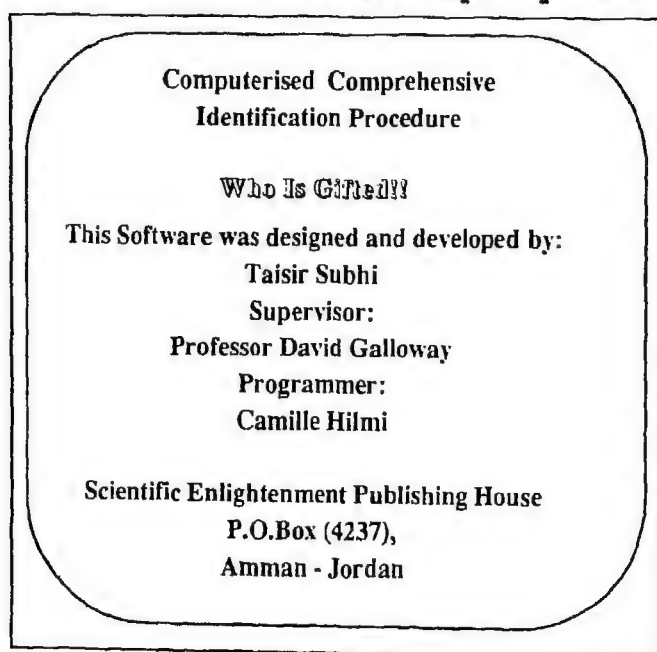 Computerised Comprehensive
Identification Procedure
Who Is Gifted!!
This Software was designed and developed by:
Taisir Subhi
Supervisor:
Professor David Galloway
Programmer:
Camille Hilmi
Scientific Enlightenment Publishing House
P.O.Box (4237),
Amman - Jordan